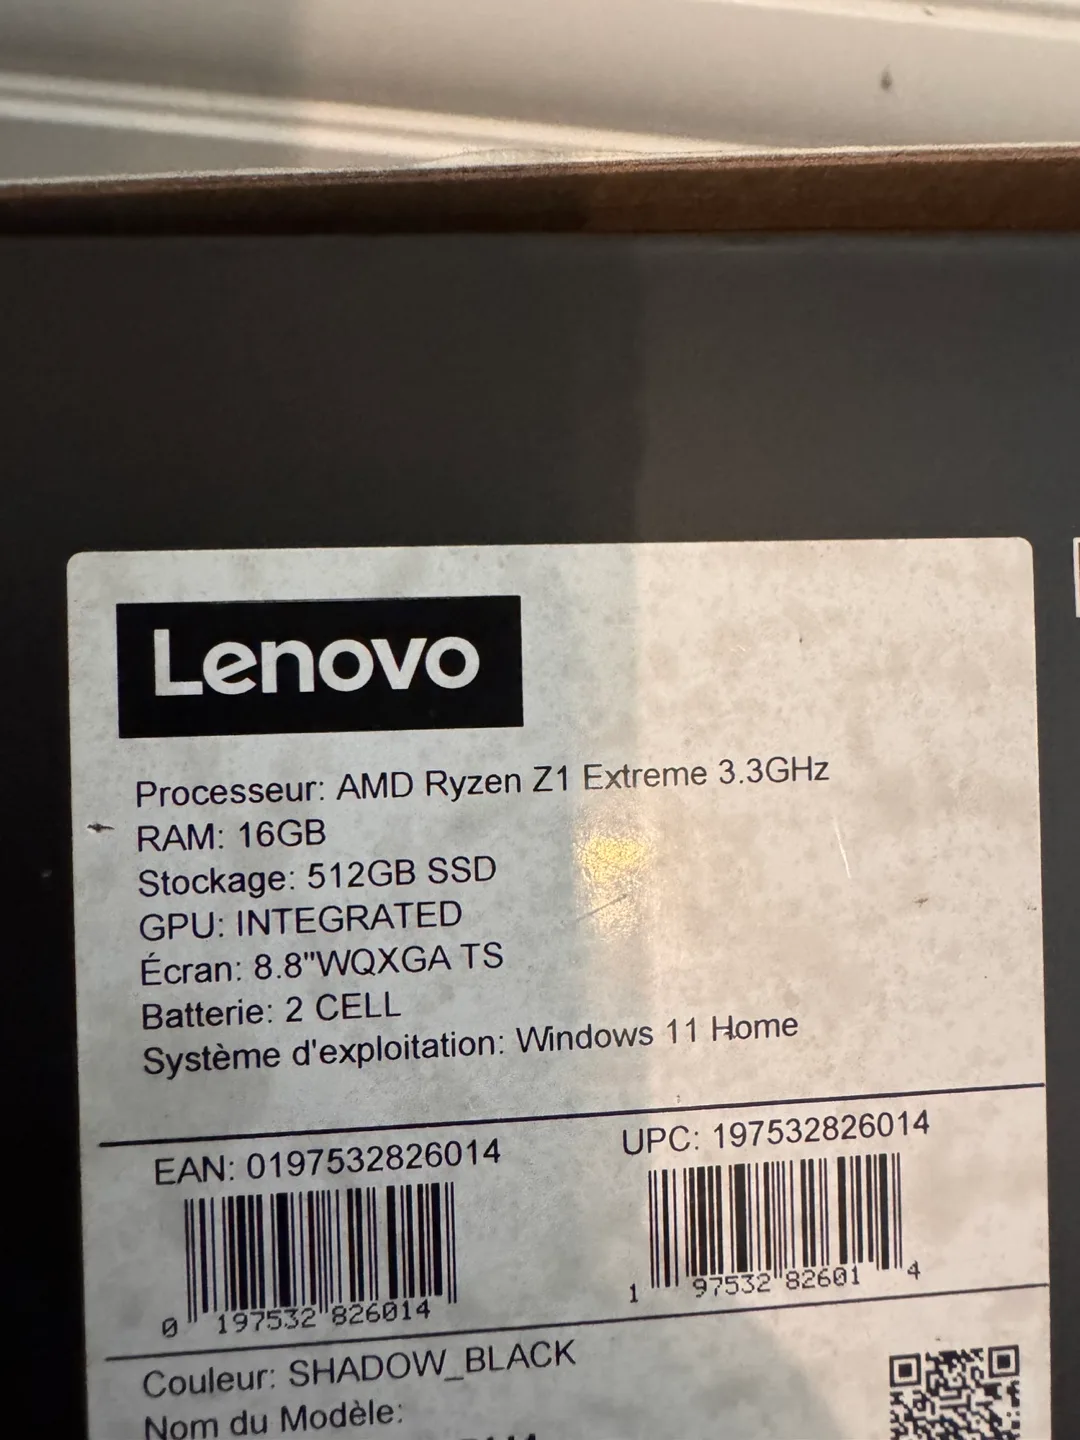 Lenovo
Processeur: AMD Ryzen Z1 Extreme 3.3GHz
RAM: 16GB
Stockage: 512GB SSD
GPU: INTEGRATED
Écran: 8.8"WQXGA TS
Batterie: 2 CELL
Système d'exploitation: Windows 11 Home
EAN: 0197532826014 UPC: 197532826014
0 197532 826014 1 97532 82601 4
Couleur: SHADOW_BLACK
Nom du Modèle: